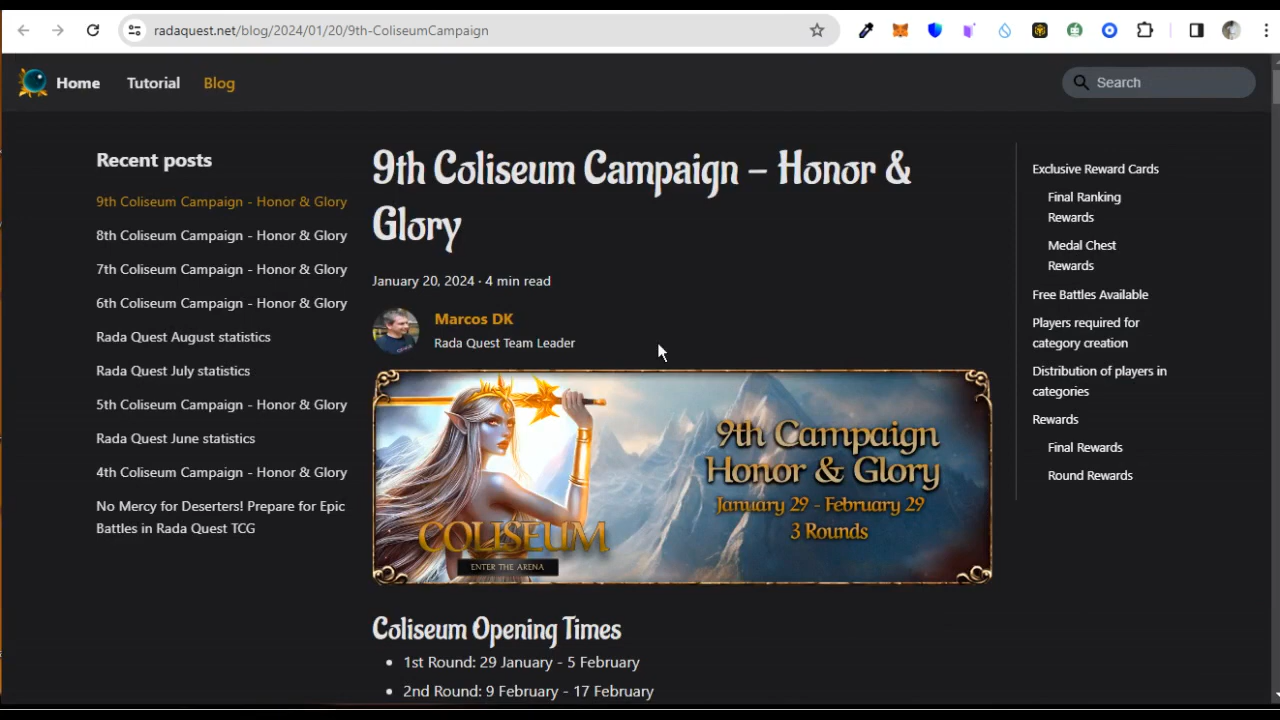 radaquest.net/blog/2024/01/20/9th-ColiseumCampaign
Home Tutorial Blog
Search
Recent posts
9th Coliseum Campaign - Honor & Glory
8th Coliseum Campaign - Honor & Glory
7th Coliseum Campaign - Honor & Glory
6th Coliseum Campaign - Honor & Glory
Rada Quest August statistics
Rada Quest July statistics
5th Coliseum Campaign - Honor & Glory
Rada Quest June statistics
4th Coliseum Campaign - Honor & Glory
No Mercy for Deserters! Prepare for Epic
Battles in Rada Quest TCG
9th Coliseum Campaign – Honor &
Glory
January 20, 2024 · 4 min read
Marcos DK
Rada Quest Team Leader
9th Campaign
Honor & Glory
January 29 - February 29
3 Rounds
COLISEUM
ENTER THE ARENA
Coliseum Opening Times
• 1st Round: 29 January - 5 February
• 2nd Round: 9 February - 17 February
Exclusive Reward Cards
Final Ranking
Rewards
Medal Chest
Rewards
Free Battles Available
Players required for
category creation
Distribution of players in
categories
Rewards
Final Rewards
Round Rewards